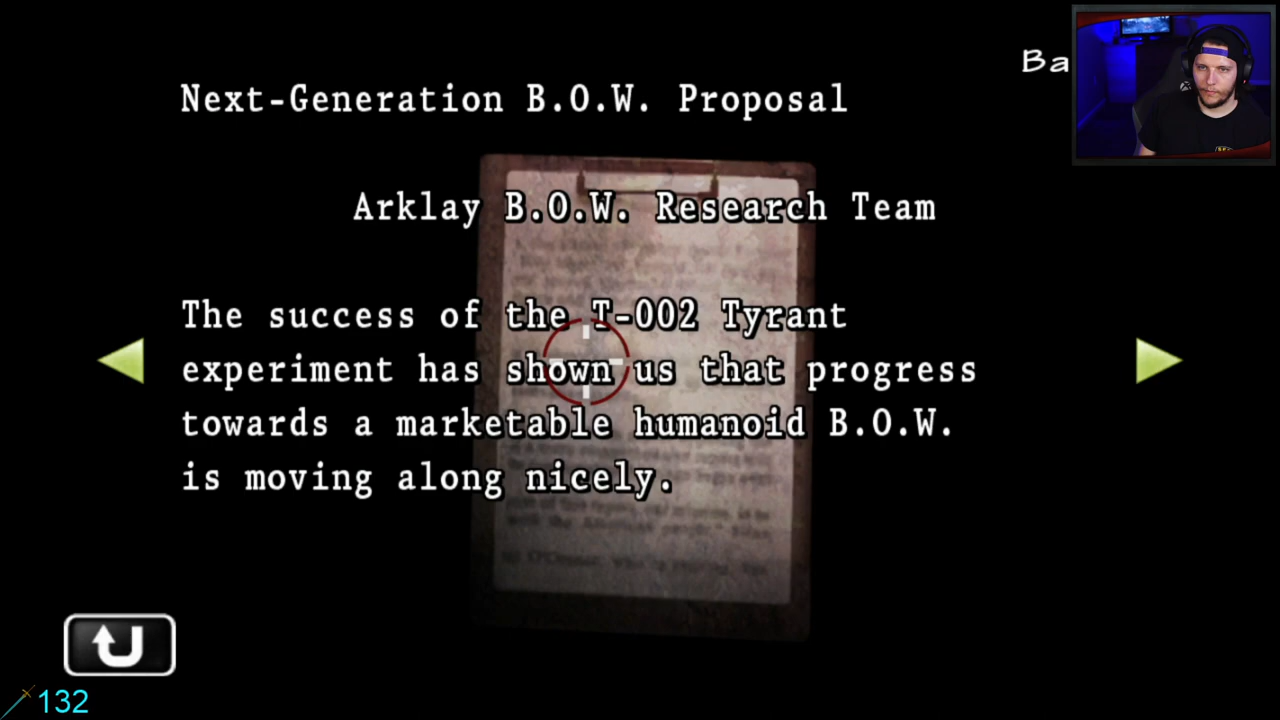 Ba
Next-Generation B.O.W. Proposal
Arklay B.O.W. Research Team
The success of the T-002 Tyrant
experiment has shown us that progress
towards a marketable humanoid B.O.W.
is moving along nicely.
132